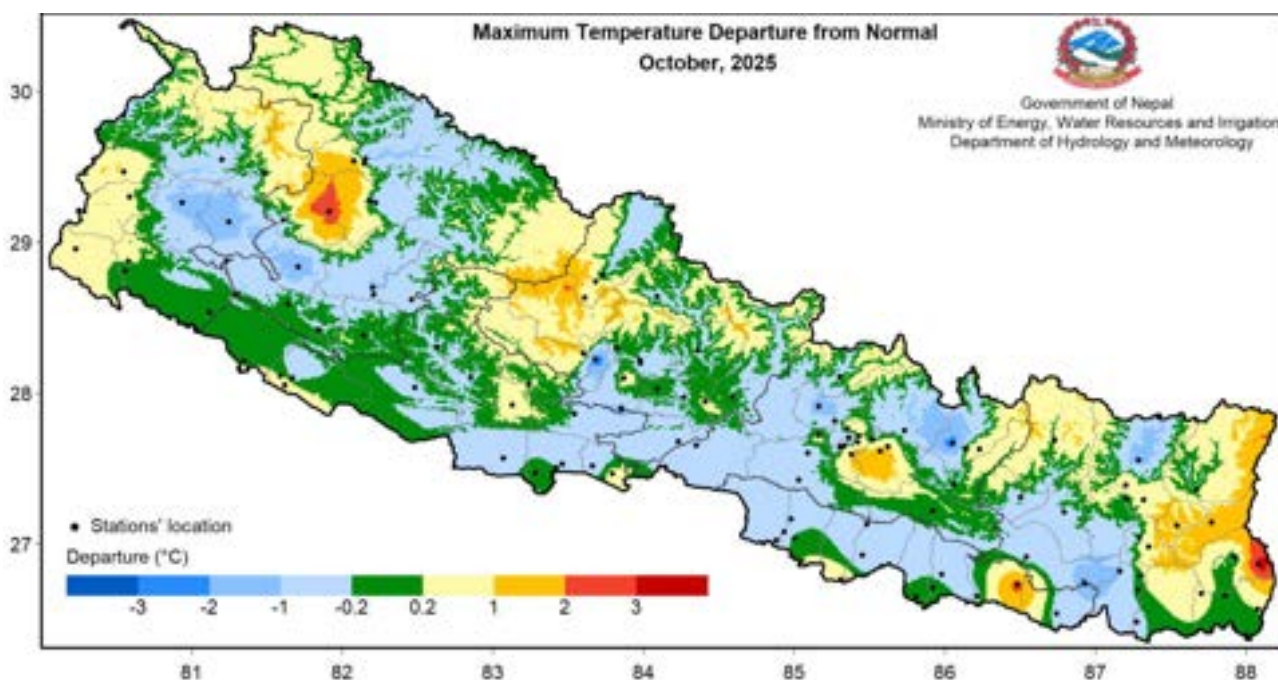 Maximum Temperature Departure from Normal
October, 2025
Government of Nepal
Ministry of Energy, Water Resources and Irrigation
Department of Hydrology and Meteorology
30
29
28
27
Stations' location
Departure (°C)
-3 -2 -1 -0.2 0.2 1 2 3
81 82 83 84 85 86 87 88